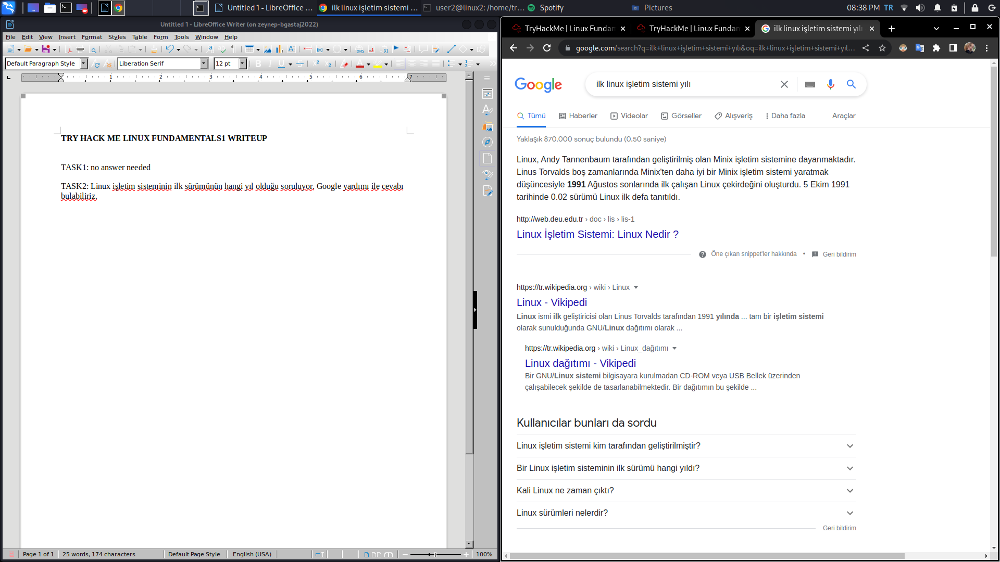 Untitled 1 - LibreOffice ...
ilk linux işletim sistemi ...
user2@linux2: /home/tr...
Spotify
Pictures
08:38 PM TR
Untitled 1 - LibreOffice Writer (on zeynep-bgastaj2022)
File Edit View Insert Format Styles Table Form Tools Window Help
Default Paragraph Style
Liberation Serif
12 pt
1 2 3 4 5 6 7
TRY HACK ME LINUX FUNDAMENTALS1 WRITEUP
TASK1: no answer needed
TASK2: Linux işletim sisteminin ilk sürümünün hangi yıl olduğu soruluyor. Google yardımı ile cevabı
bulabiliriz.
Page 1 of 1
25 words, 174 characters
Default Page Style
English (USA)
100%
TryHackMe | Linux Fundam
TryHackMe | Linux Fundam
ilk linux işletim sistemi yılı
google.com/search?q=ilk+linux+işletim+sistemi+yılı&oq=ilk+linux+işletim+sistemi+yıl...
Google
ilk linux işletim sistemi yılı
Tümü
Haberler
Videolar
Görseller
Alışveriş
Daha fazla
Araçlar
Yaklaşık 870.000 sonuç bulundu (0,50 saniye)
Linux, Andy Tannenbaum tarafından geliştirilmiş olan Minix işletim sistemine dayanmaktadır.
Linus Torvalds boş zamanlarında Minix'ten daha iyi bir Minix işletim sistemi yaratmak
düşüncesiyle 1991 Ağustos sonlarında ilk çalışan Linux çekirdeğini oluşturdu. 5 Ekim 1991
tarihinde 0.02 sürümü Linux ilk defa tanıtıldı.
http://web.deu.edu.tr › doc › lis › lis-1
Linux İşletim Sistemi: Linux Nedir ?
Öne çıkan snippet'ler hakkında • Geri bildirim
https://tr.wikipedia.org › wiki › Linux
Linux - Vikipedi
Linux ismi ilk geliştiricisi olan Linus Torvalds tarafından 1991 yılında ... tam bir işletim sistemi
olarak sunulduğunda GNU/Linux dağıtımı olarak ...
https://tr.wikipedia.org › wiki › Linux_dağıtımı
Linux dağıtımı - Vikipedi
Bir GNU/Linux sistemi bilgisayara kurulmadan CD-ROM veya USB Bellek üzerinden
çalışabilecek şekilde de tasarlanabilmektedir. Bir dağıtımın bu şekilde ...
Kullanıcılar bunları da sordu
Linux işletim sistemi kim tarafından geliştirilmiştir?
Bir Linux işletim sisteminin ilk sürümü hangi yıldı?
Kali Linux ne zaman çıktı?
Linux sürümleri nelerdir?
Geri bildirim